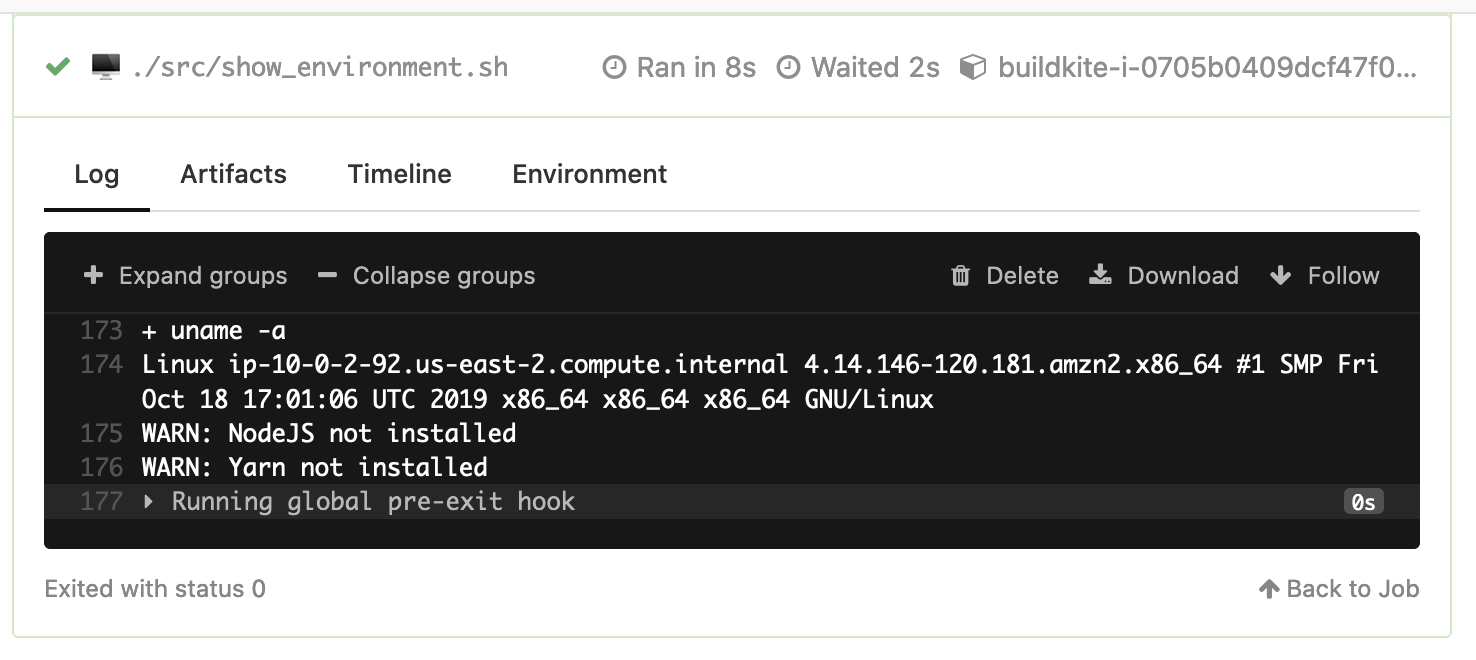 ./src/show_environment.sh Ran in 8s Waited 2s buildkite-i-0705b0409dcf47f0...
Log Artifacts Timeline Environment
+ Expand groups − Collapse groups Delete Download Follow
173 + uname -a
174 Linux ip-10-0-2-92.us-east-2.compute.internal 4.14.146-120.181.amzn2.x86_64 #1 SMP Fri
Oct 18 17:01:06 UTC 2019 x86_64 x86_64 x86_64 GNU/Linux
175 WARN: NodeJS not installed
176 WARN: Yarn not installed
177 Running global pre-exit hook 0s
Exited with status 0 Back to Job